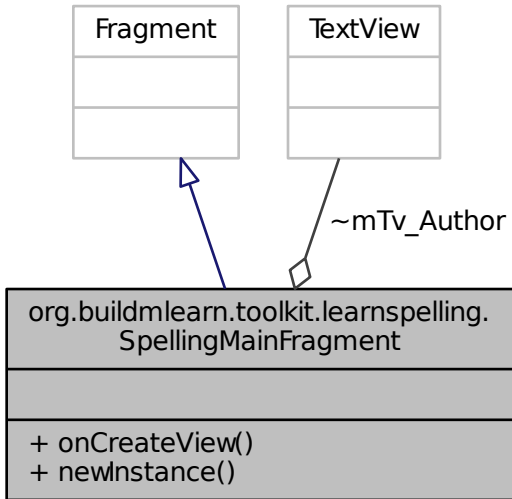 Fragment
TextView
~mTv_Author
org.buildmlearn.toolkit.learnspelling.
SpellingMainFragment
+ onCreateView()
+ newInstance()